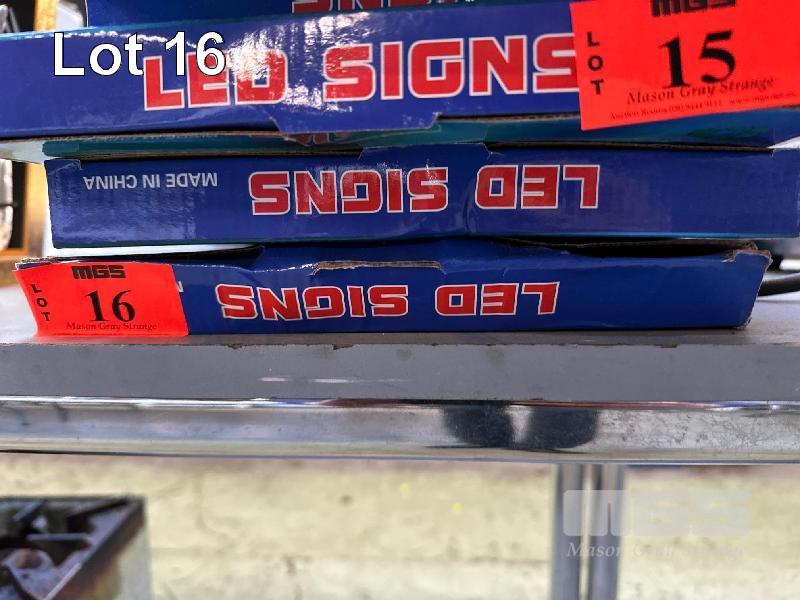 Lot 16
LED SIGNS
MGS
LOT
15
Mason Gray Strange
MADE IN CHINA
LED SIGNS
MGS
LOT
16
Mason Gray Strange
LED SIGNS
MGS
Mason Gray Strange